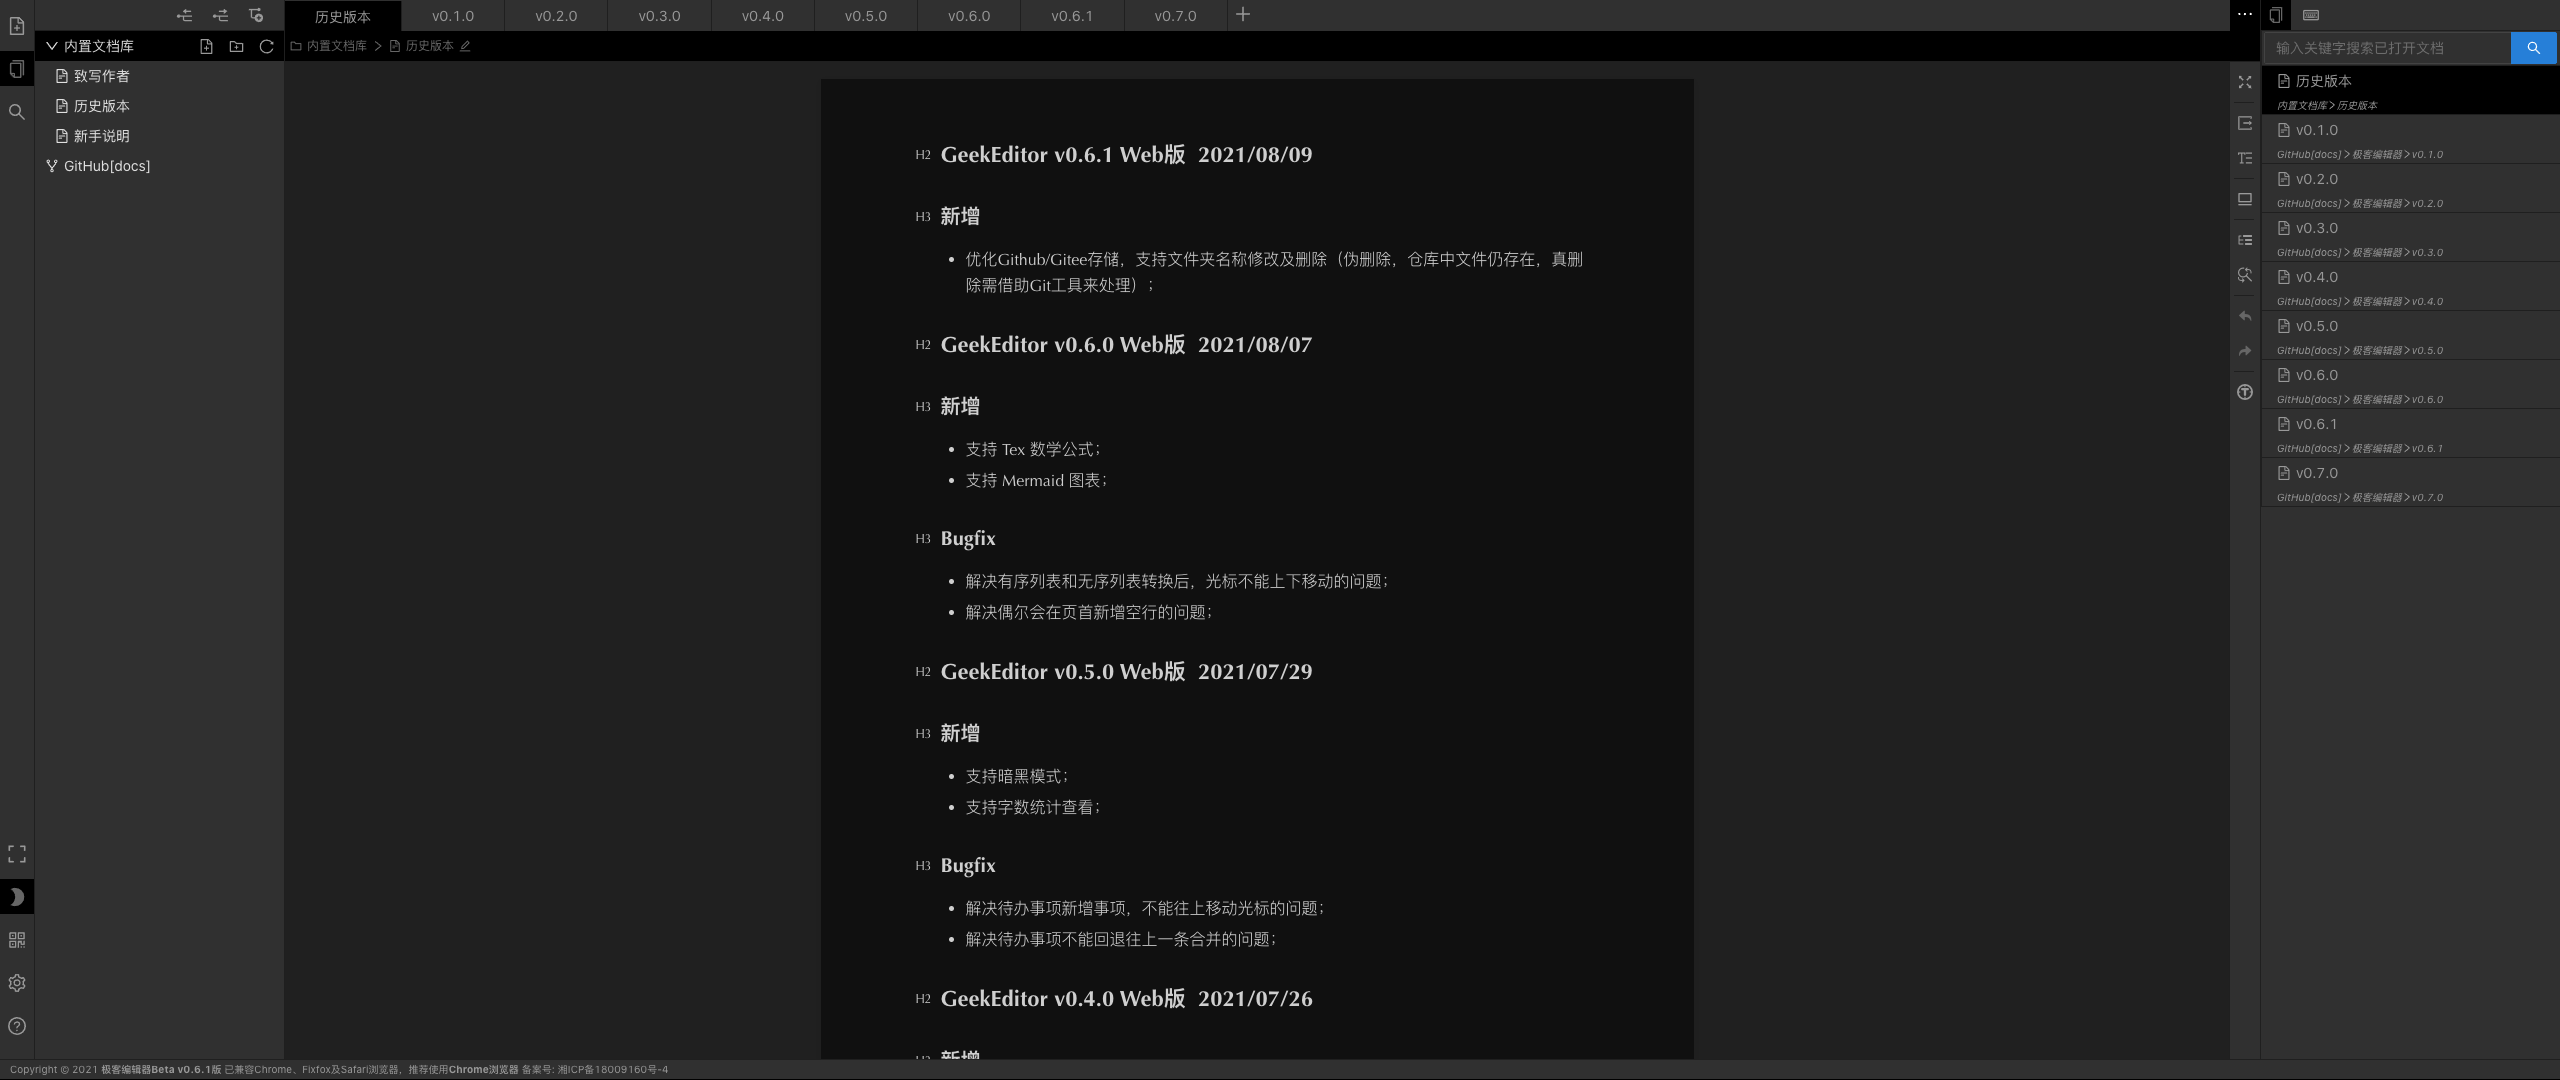 历史版本
v0.1.0
v0.2.0
v0.3.0
v0.4.0
v0.5.0
v0.6.0
v0.6.1
v0.7.0
内置文档库
致写作者
历史版本
新手说明
GitHub[docs]
内置文档库 > 历史版本
H2 GeekEditor v0.6.1 Web版 2021/08/09
H3 新增
• 优化Github/Gitee存储，支持文件夹名称修改及删除（伪删除，仓库中文件仍存在，真删
除需借助Git工具来处理）；
H2 GeekEditor v0.6.0 Web版 2021/08/07
H3 新增
• 支持 Tex 数学公式；
• 支持 Mermaid 图表；
H3 Bugfix
• 解决有序列表和无序列表转换后，光标不能上下移动的问题；
• 解决偶尔会在页首新增空行的问题；
H2 GeekEditor v0.5.0 Web版 2021/07/29
H3 新增
• 支持暗黑模式；
• 支持字数统计查看；
H3 Bugfix
• 解决待办事项新增事项，不能往上移动光标的问题；
• 解决待办事项不能回退往上一条合并的问题；
H2 GeekEditor v0.4.0 Web版 2021/07/26
H3 新增
输入关键字搜索已打开文档
历史版本
内置文档库 > 历史版本
v0.1.0
GitHub[docs] > 极客编辑器 > v0.1.0
v0.2.0
GitHub[docs] > 极客编辑器 > v0.2.0
v0.3.0
GitHub[docs] > 极客编辑器 > v0.3.0
v0.4.0
GitHub[docs] > 极客编辑器 > v0.4.0
v0.5.0
GitHub[docs] > 极客编辑器 > v0.5.0
v0.6.0
GitHub[docs] > 极客编辑器 > v0.6.0
v0.6.1
GitHub[docs] > 极客编辑器 > v0.6.1
v0.7.0
GitHub[docs] > 极客编辑器 > v0.7.0
Copyright © 2021 极客编辑器Beta v0.6.1版 已兼容Chrome、Fixfox及Safari浏览器，推荐使用Chrome浏览器 备案号: 湘ICP备18009160号-4